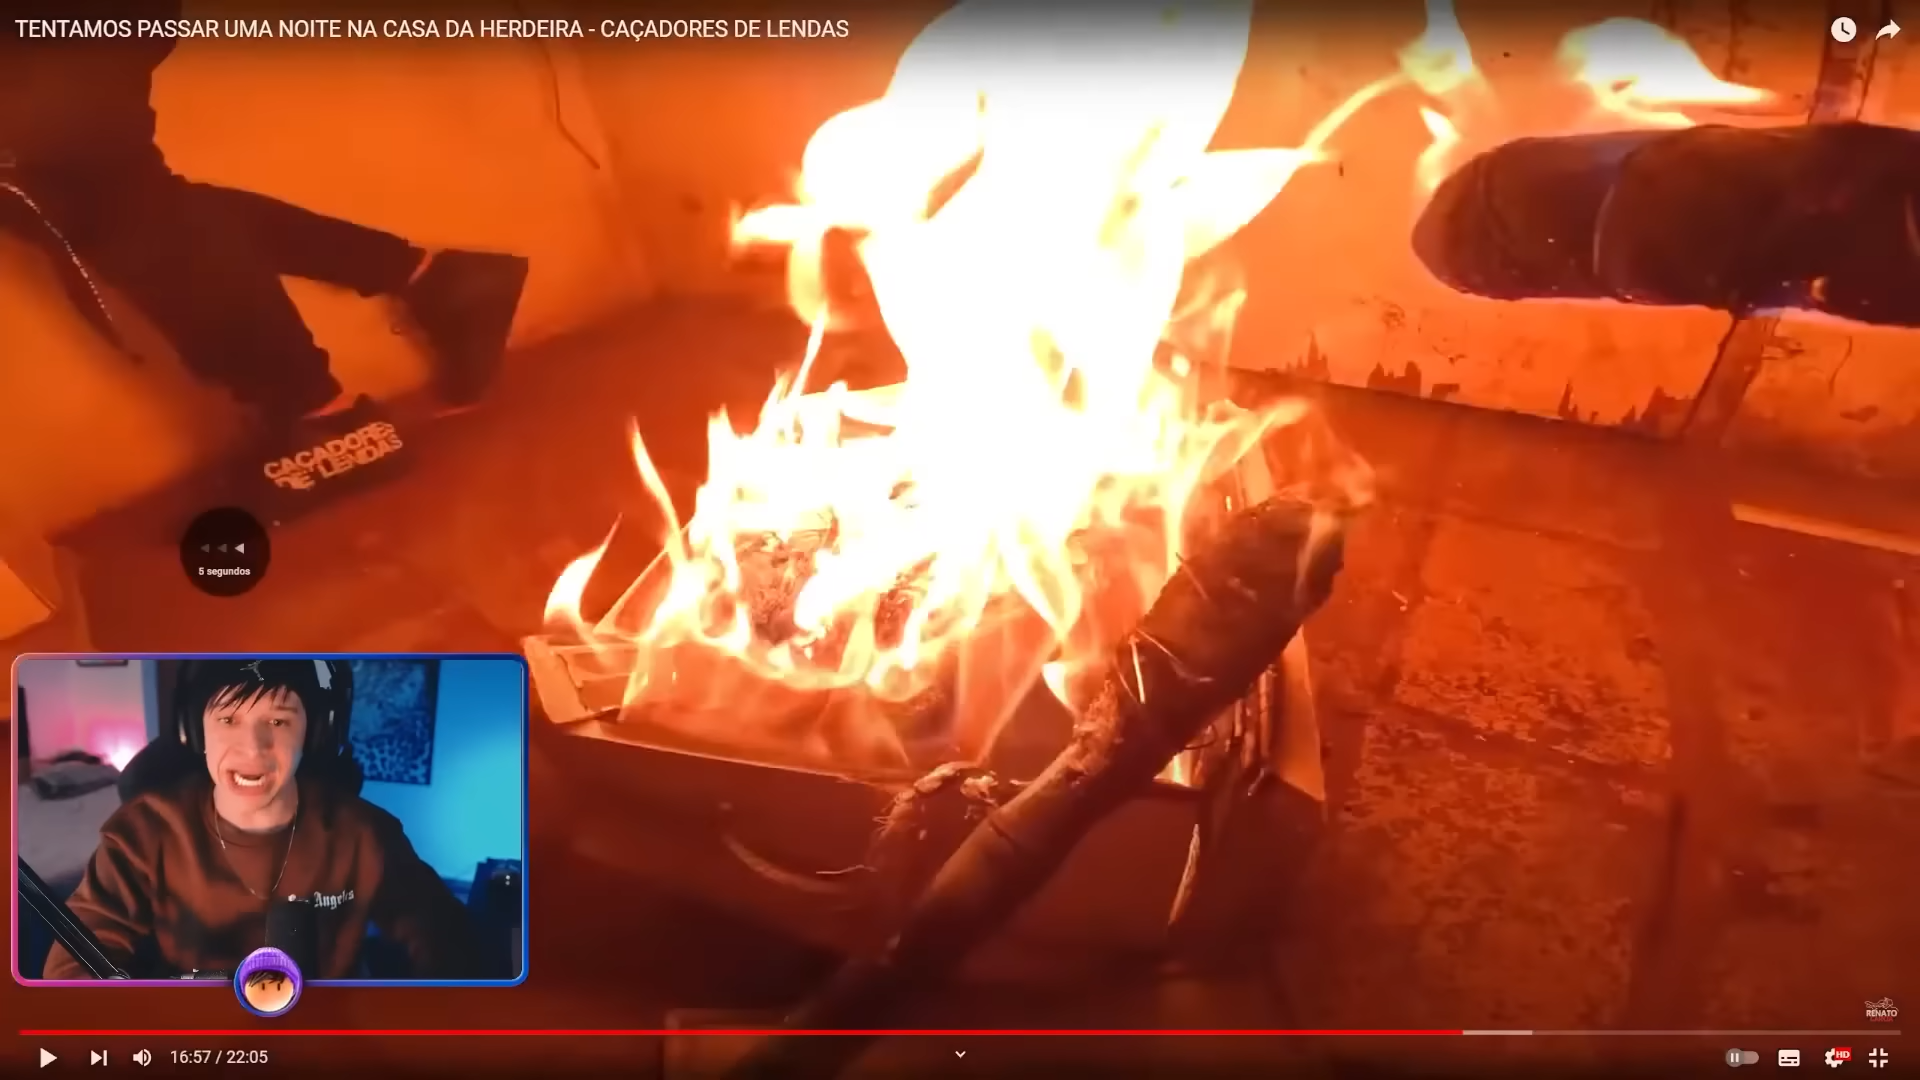 TENTAMOS PASSAR UMA NOITE NA CASA DA HERDEIRA - CAÇADORES DE LENDAS
CAÇADORES
DE LENDAS
5 segundos
Angeles
RENATO
16:57 / 22:05
HD